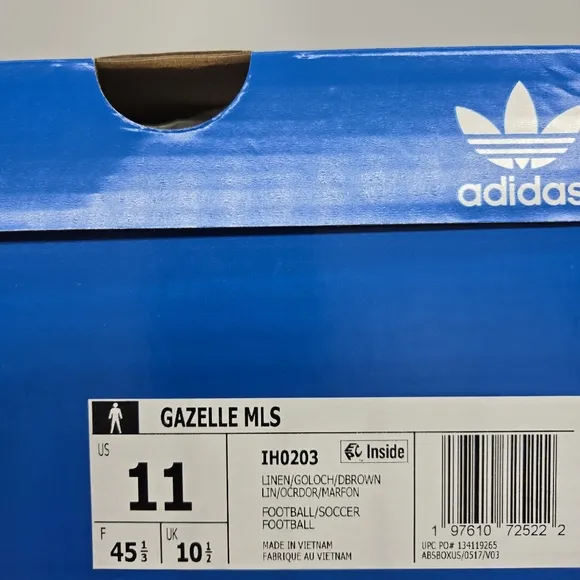 adidas
GAZELLE MLS
US
11
F
45 1/3
UK
10 1/2
IH0203
Inside
LINEN/GOLOCH/DBROWN
LIN/OCRDOR/MARFON
FOOTBALL/SOCCER
FOOTBALL
MADE IN VIETNAM
FABRIQUE AU VIETNAM
1 97610 72522 2
UPC PO# 134119265
ABSBOXUS/0517/V03